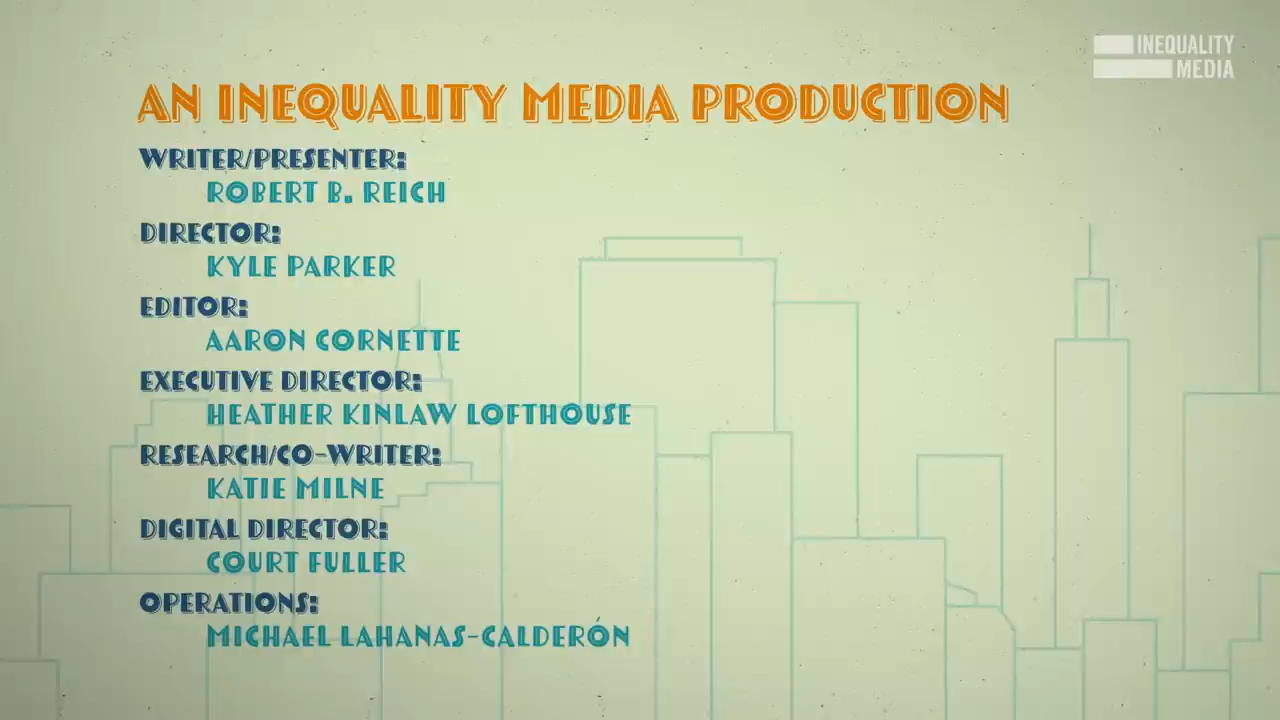 INEQUALITY
MEDIA
AN INEQUALITY MEDIA PRODUCTION
WRITER/PRESENTER:
ROBERT B. REICH
DIRECTOR:
KYLE PARKER
EDITOR:
AARON CORNETTE
EXECUTIVE DIRECTOR:
HEATHER KINLAW LOFTHOUSE
RESEARCH/CO-WRITER:
KATIE MILNE
DIGITAL DIRECTOR:
COURT FULLER
OPERATIONS:
MICHAEL LAHANAS-CALDERÓN